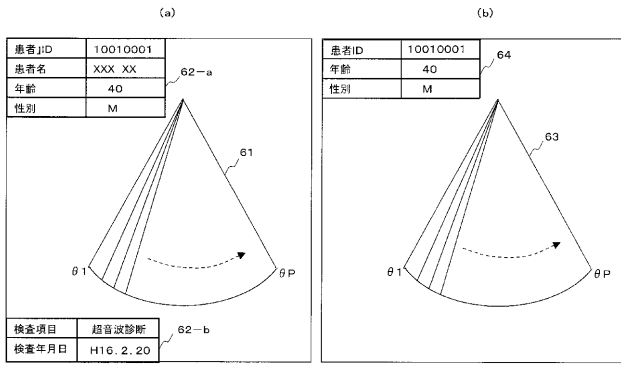 (a)
患者JID 10010001
患者名 XXX XX
年齢 40
性別 M
62-a
61
θ1
θP
検査項目 超音波診断
検査年月日 H16.2.20
62-b
(b)
患者ID 10010001
年齢 40
性別 M
64
63
θ1
θP